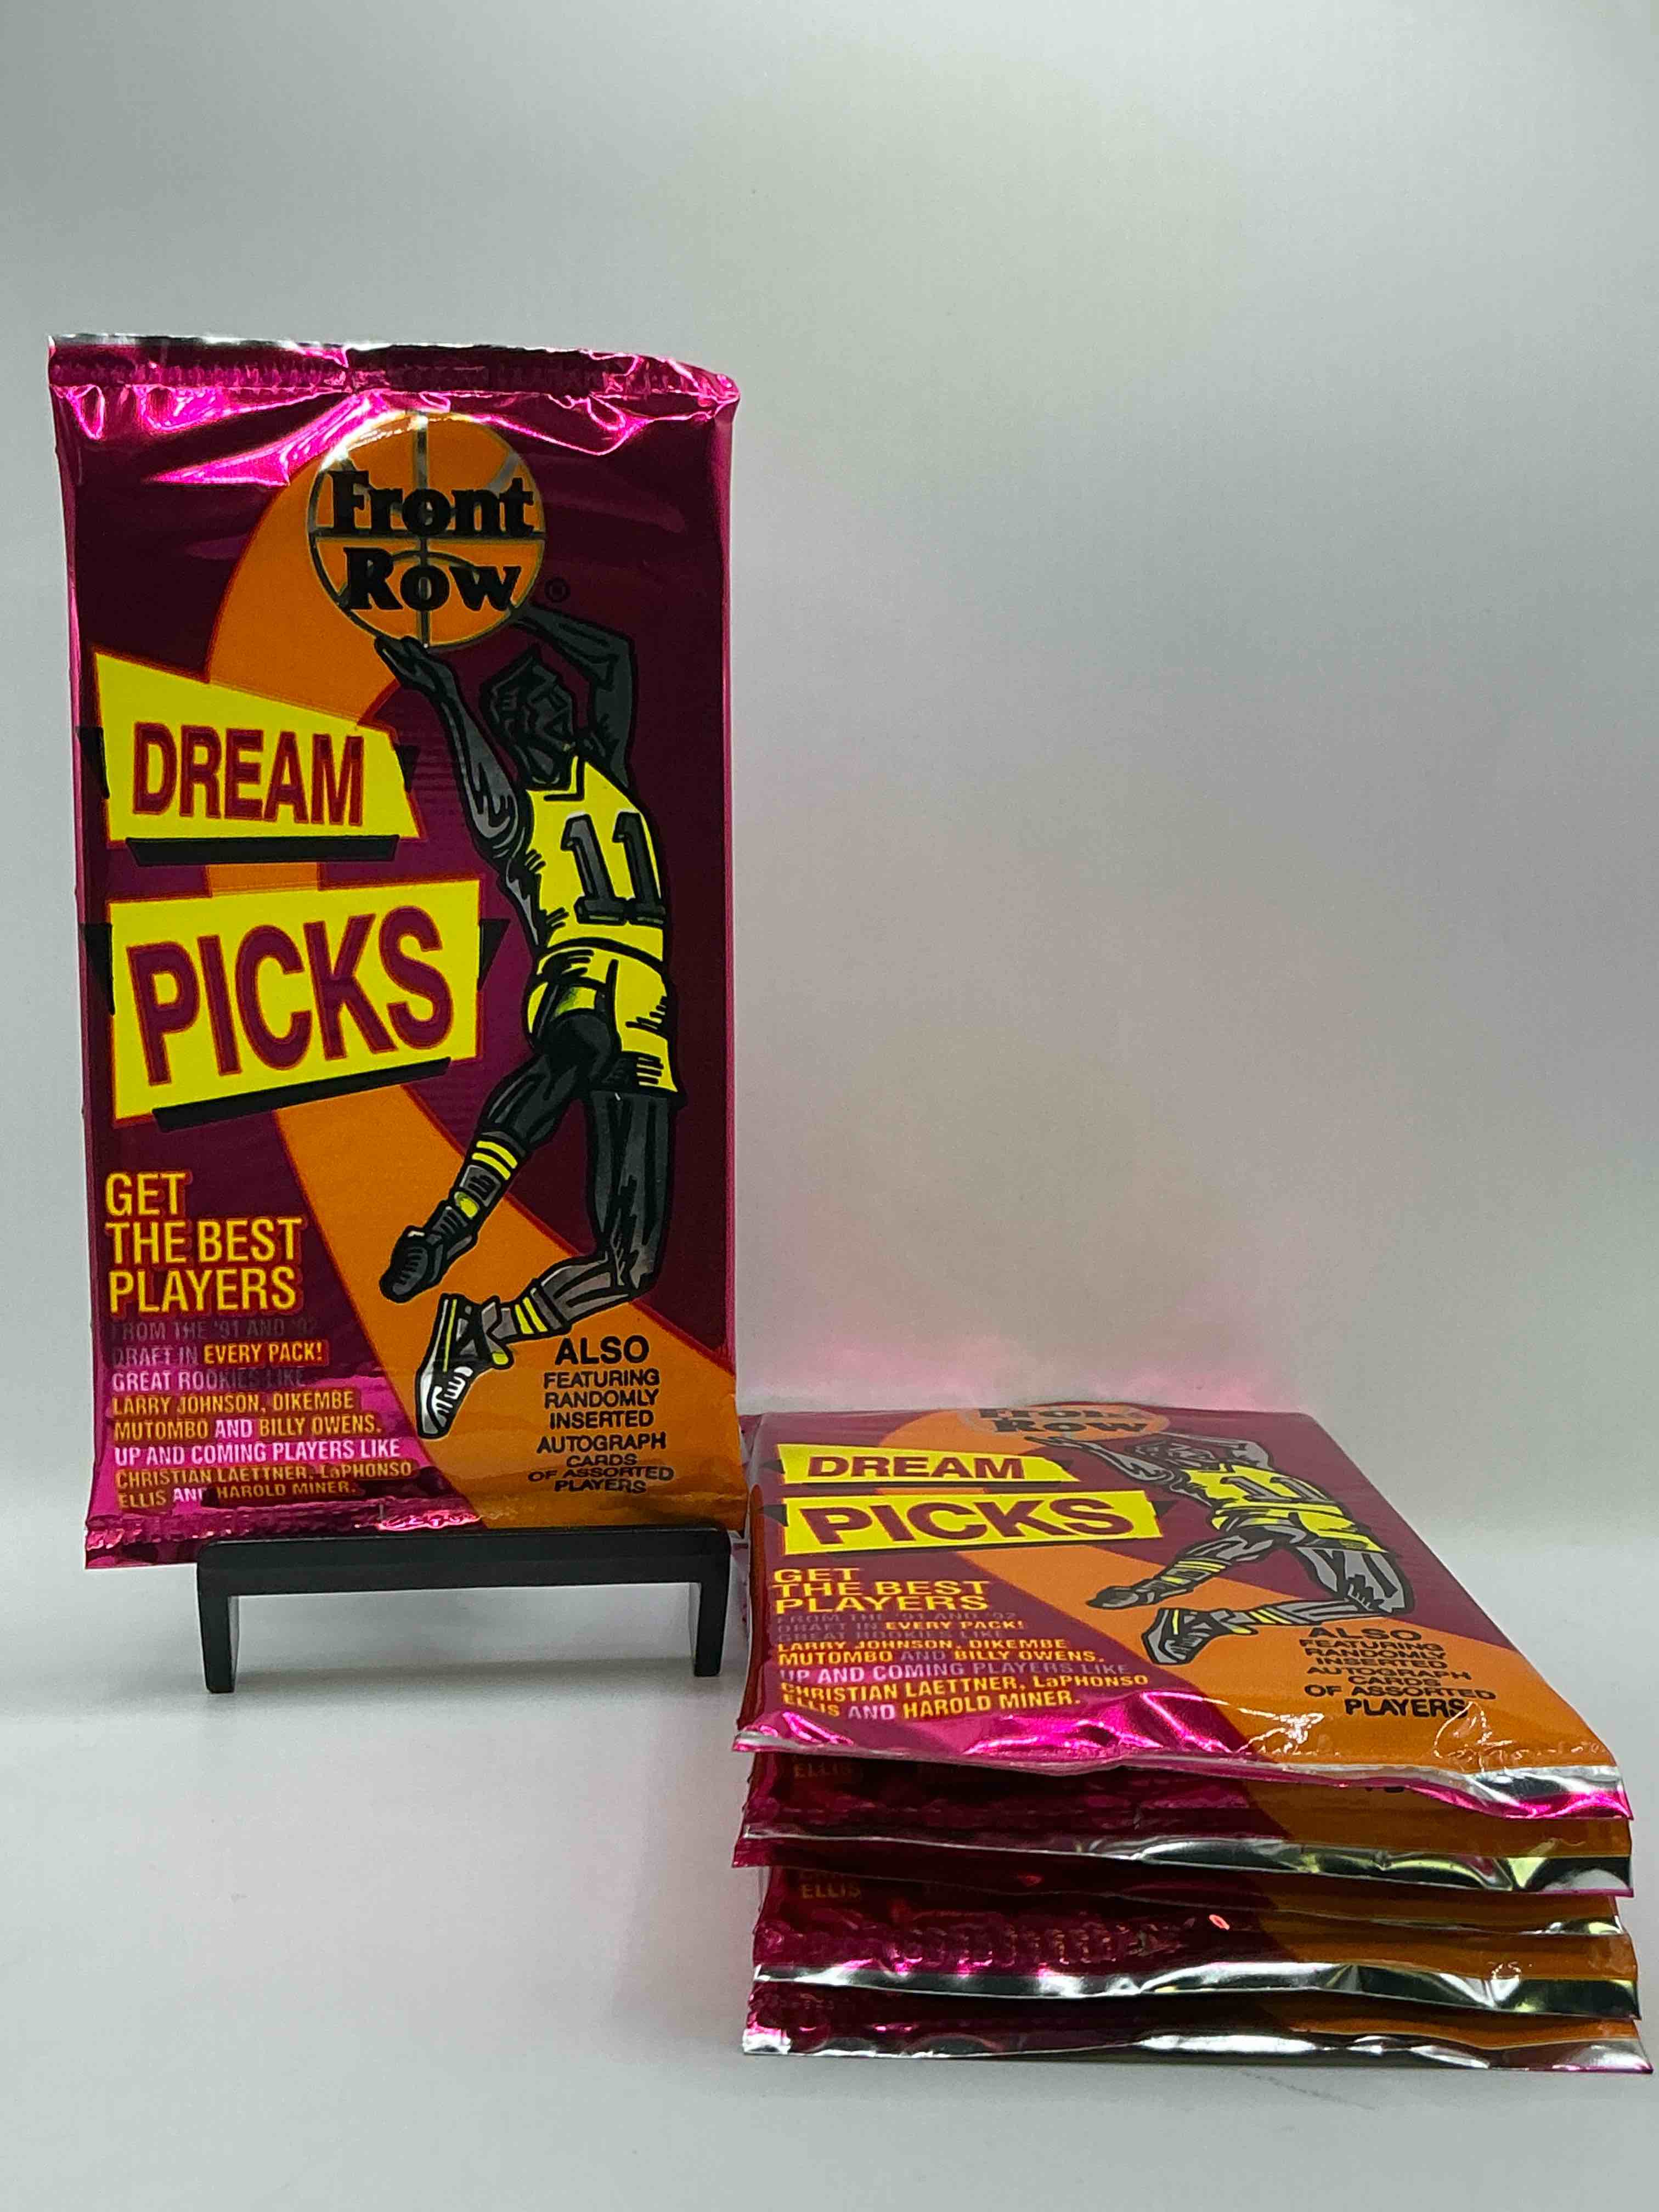 Front
Row
®
DREAM
PICKS
11
GET
THE BEST
PLAYERS
FROM THE '91 AND '92
DRAFT IN EVERY PACK!
GREAT ROOKIES LIKE
LARRY JOHNSON, DIKEMBE
MUTOMBO AND BILLY OWENS.
UP AND COMING PLAYERS LIKE
CHRISTIAN LAETTNER, LaPHONSO
ELLIS AND HAROLD MINER.
ALSO
FEATURING
RANDOMLY
INSERTED
AUTOGRAPH
CARDS
OF ASSORTED
PLAYERS
Front
Row
DREAM
PICKS
11
GET
THE BEST
PLAYERS
FROM THE '91 AND '92
DRAFT IN EVERY PACK!
GREAT ROOKIES LIKE
LARRY JOHNSON, DIKEMBE
MUTOMBO AND BILLY OWENS.
UP AND COMING PLAYERS LIKE
CHRISTIAN LAETTNER, LaPHONSO
ELLIS AND HAROLD MINER.
ALSO
FEATURING
RANDOMLY
INSERTED
AUTOGRAPH
CARDS
OF ASSORTED
PLAYERS
ELLIS
ELLIS